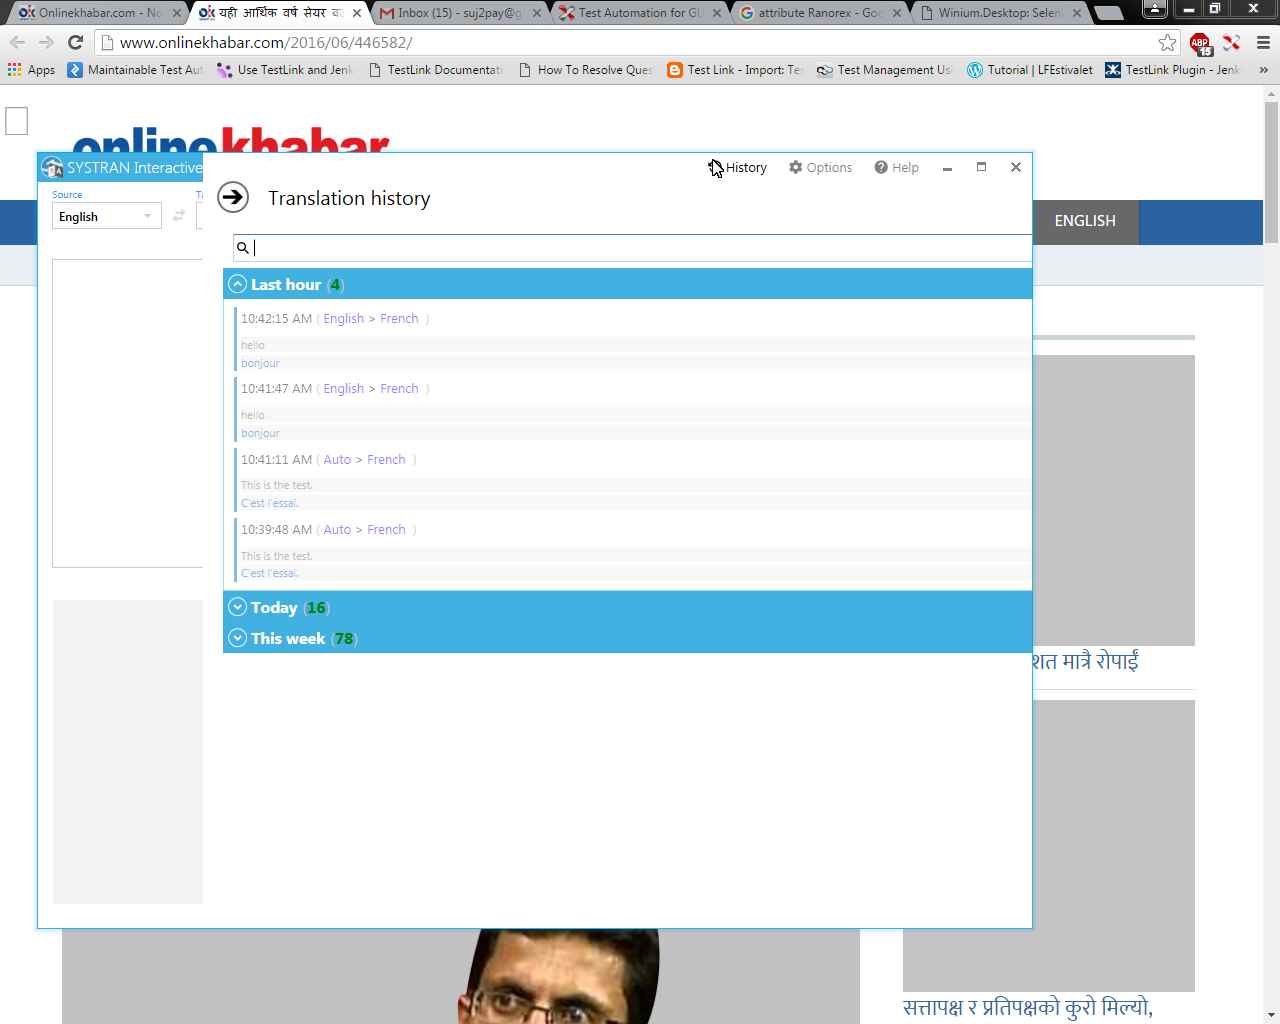 Onlinekhabar.com - No
यही आर्थिक वर्ष सेयर
Inbox (15) - suj2pay@g
Test Automation for GU
attribute Ranorex - Goo
Winium.Desktop: Selen
www.onlinekhabar.com/2016/06/446582/
ABP
15
Apps
Maintainable Test Aut
Use TestLink and Jenk
TestLink Documentati
How To Resolve Ques
Test Link - Import: Te
Test Management Us
Tutorial | LFEstivalet
TestLink Plugin - Jenk
»
onlinekhabar
SYSTRAN Interactive
History
Options
Help
Source
English
Translation history
ENGLISH
Last hour (4)
10:42:15 AM ( English > French )
hello
bonjour
10:41:47 AM ( English > French )
hello
bonjour
10:41:11 AM ( Auto > French )
This is the test.
C'est l'essai.
10:39:48 AM ( Auto > French )
This is the test.
C'est l'essai.
Today (16)
This week (78)
शत मात्रै रोपाईं
सत्तापक्ष र प्रतिपक्षको कुरो मिल्यो,